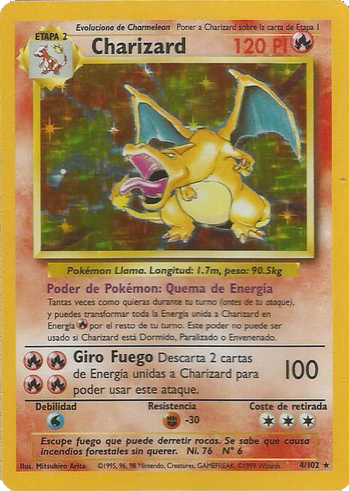 Evoluciona de Charmeleon Poner a Charizard sobre la carta de Etapa 1
ETAPA 2
Charizard 120 PI
Pokémon Llama. Longitud: 1.7m, peso: 90.5kg
Poder de Pokémon: Quema de Energía
Tantas veces como quieras durante tu turno (antes de tu ataque),
y puedes transformar toda la Energía unida a Charizard en
Energía por el resto de tu turno. Este poder no puede ser
usado si Charizard está Dormido, Paralizado o Envenenado.
Giro Fuego Descarta 2 cartas
de Energía unidas a Charizard para
poder usar este ataque.
100
Debilidad Resistencia Coste de retirada
-30
Escupe fuego que puede derretir rocas. Se sabe que causa
incendios forestales sin querer. Ni. 76 Nº 6
Ilus. Mitsuhiro Arita ©1995, 96, 98 Nintendo, Creatures, GAMEFREAK. ©1999 Wizards. 4/102 ★